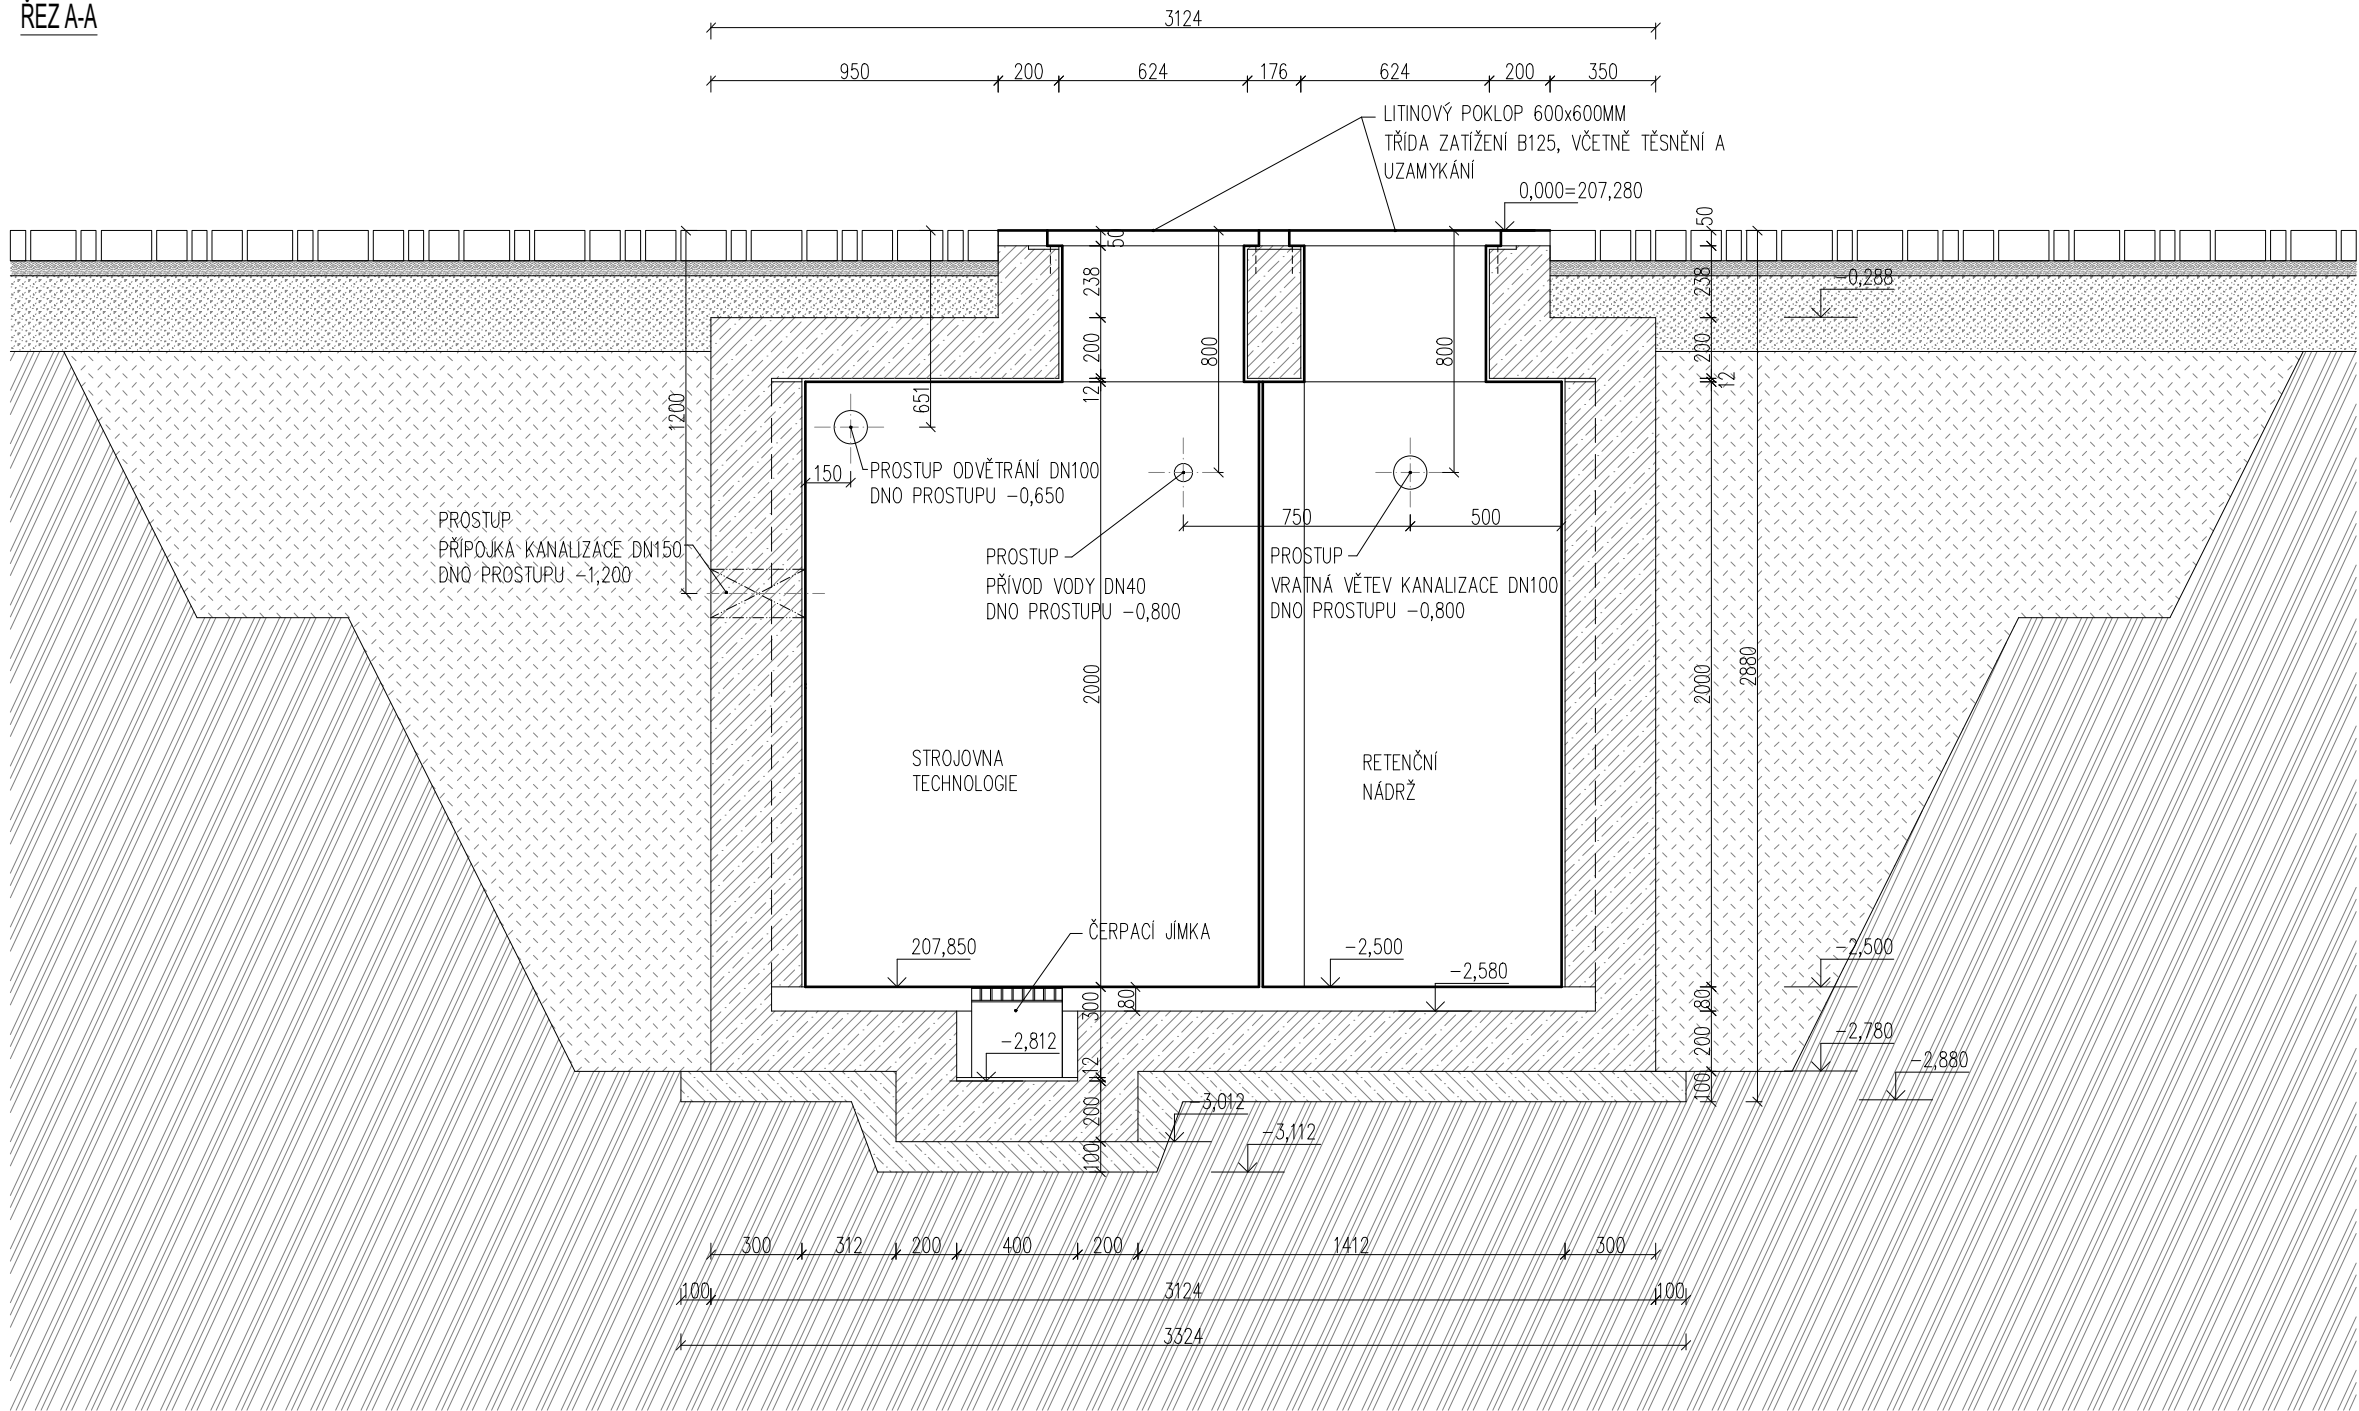 ŘEZ A-A
3124
950
200
624
176
624
200
350
LITINOVÝ POKLOP 600x600MM
TŘÍDA ZATÍŽENÍ B125, VČETNĚ TĚSNĚNÍ A
UZAMYKÁNÍ
0,000=207,280
50
50
238
238
-0,288
200
200
800
800
12
12
1200
651
150
PROSTUP ODVĚTRÁNÍ DN100
DNO PROSTUPU -0,650
PROSTUP
PŘÍPOJKA KANALIZACE DN150
DNO PROSTUPU -1,200
750
500
PROSTUP
PŘÍVOD VODY DN40
DNO PROSTUPU -0,800
PROSTUP
VRATNÁ VĚTEV KANALIZACE DN100
DNO PROSTUPU -0,800
2000
2000
2880
STROJOVNA
TECHNOLOGIE
RETENČNÍ
NÁDRŽ
ČERPACÍ JÍMKA
207,850
-2,500
-2,500
-2,580
300
80
80
-2,812
200
-2,780
12
-2,880
100
200
-3,012
100
-3,112
300
312
200
400
200
1412
300
100
3124
100
3324